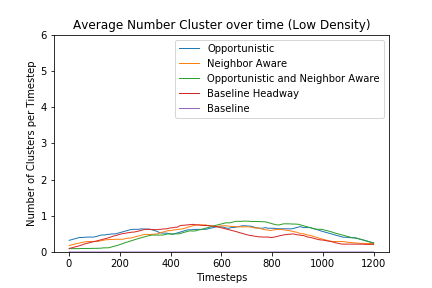 Average Number Cluster over time (Low Density)
Number of Clusters per Timestep
6
5
4
3
2
1
0
Opportunistic
Neighbor Aware
Opportunistic and Neighbor Aware
Baseline Headway
Baseline
0 200 400 600 800 1000 1200
Timesteps